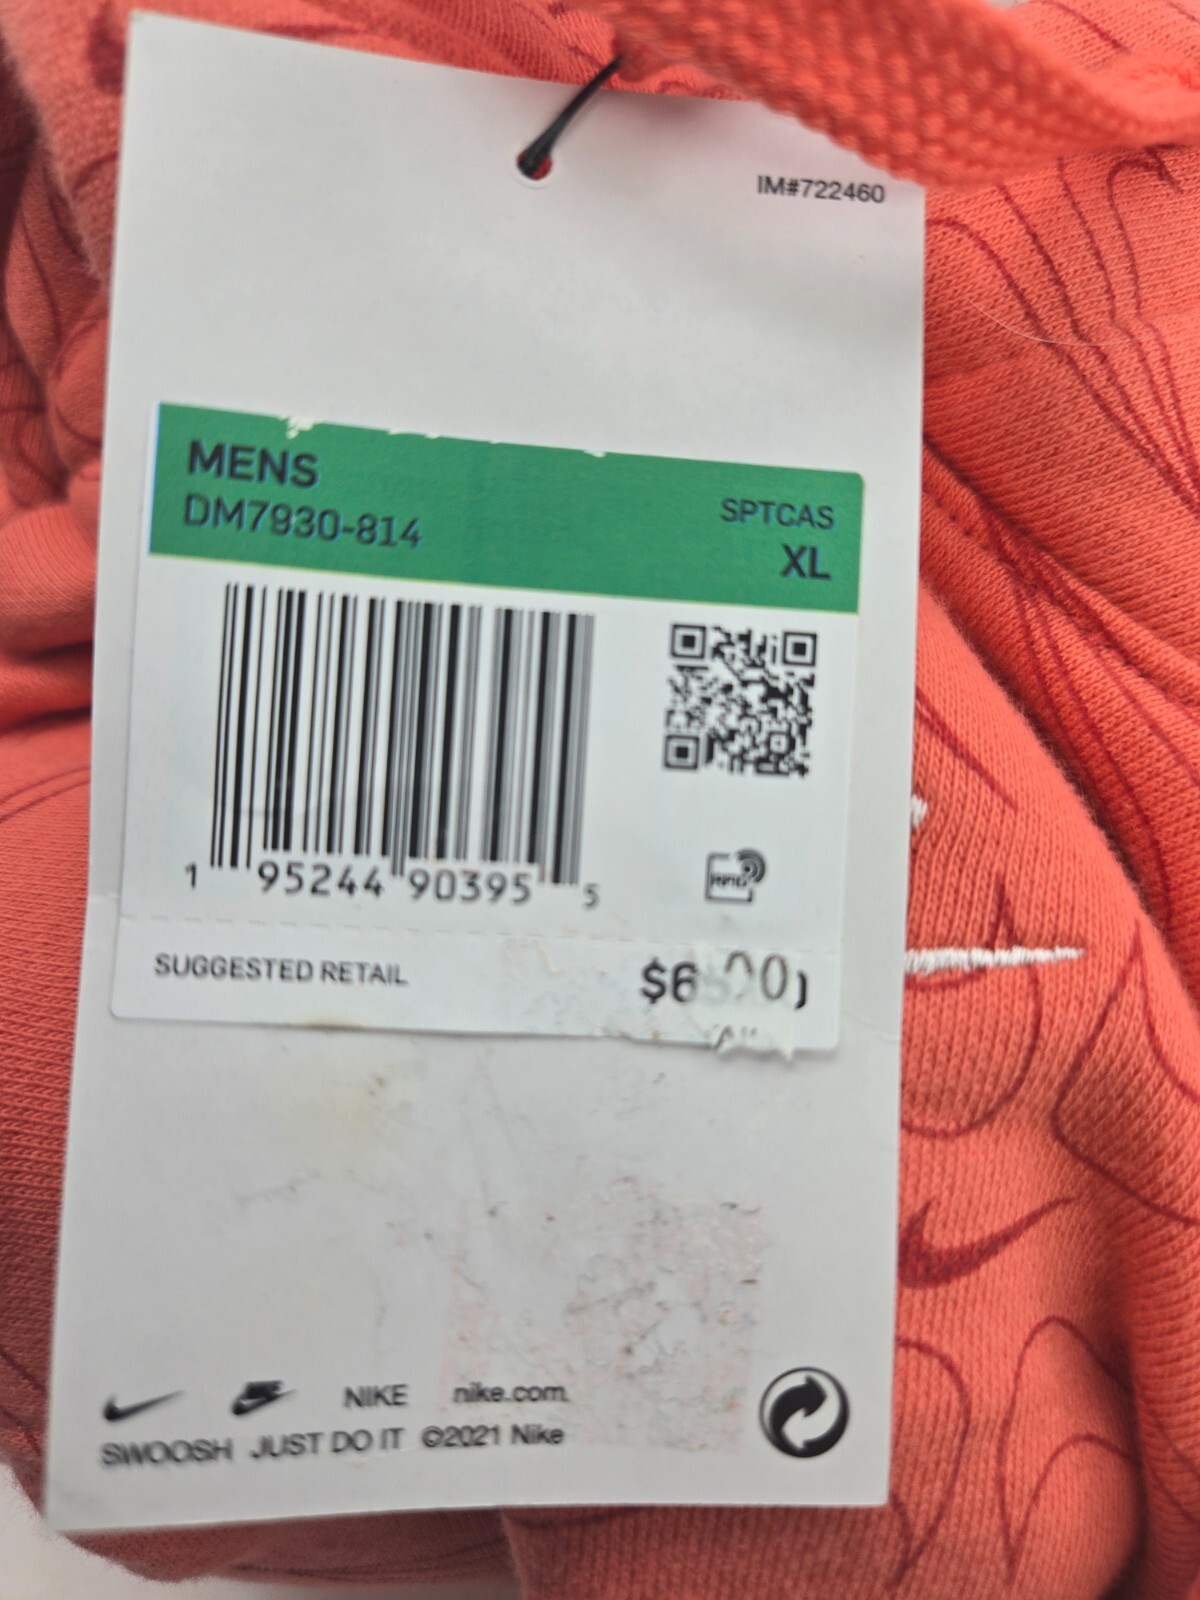 IM#722460
MENS
DM7930-814
SPTCAS
XL
1 95244 90395 5
RFID
SUGGESTED RETAIL
NIKE nike.com
SWOOSH JUST DO IT ©2021 Nike